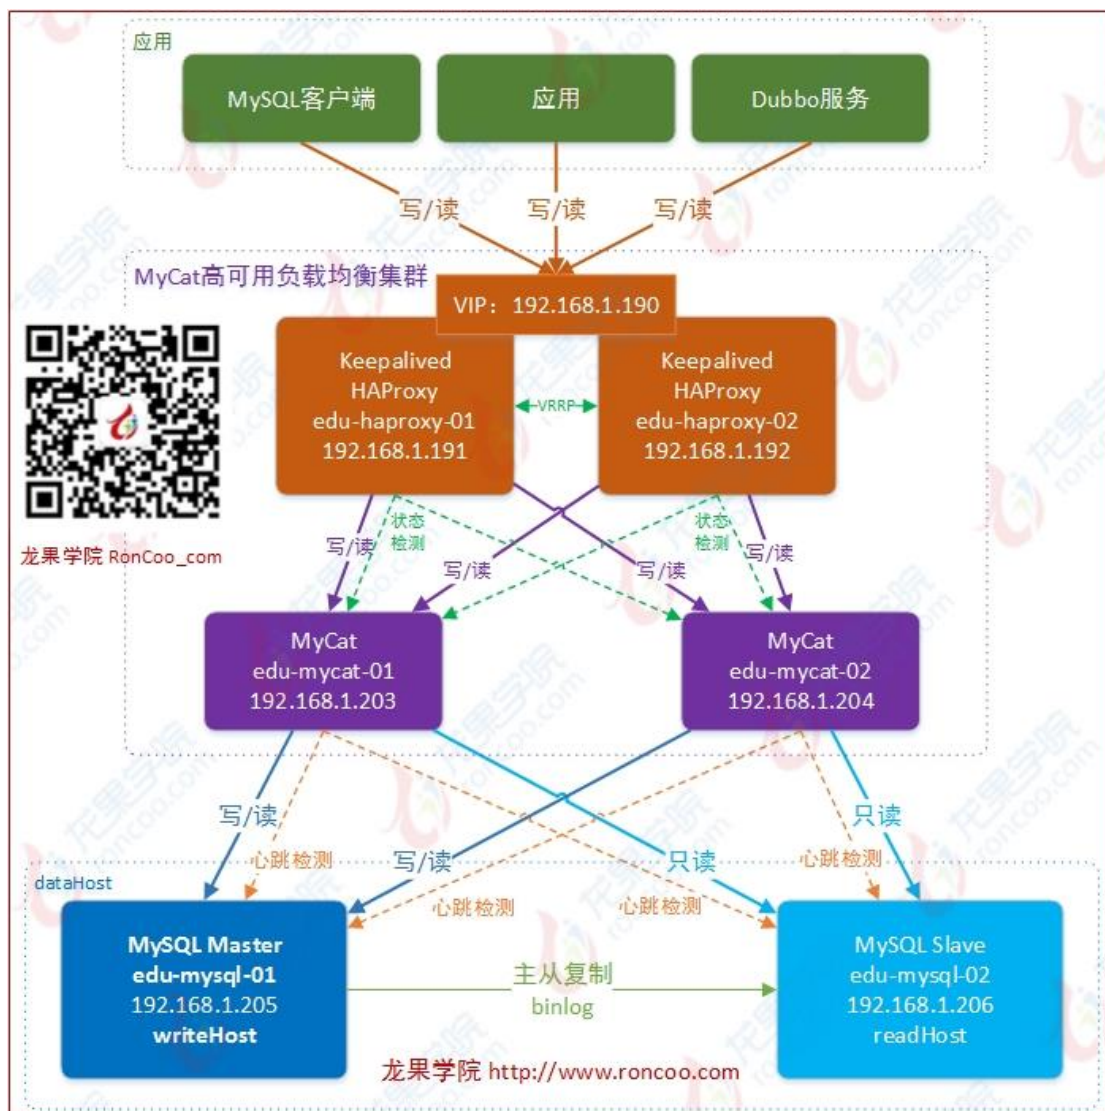 应用
MySQL客户端
应用
Dubbo服务
写/读
写/读
写/读
MyCat高可用负载均衡集群
VIP：192.168.1.190
Keepalived
HAProxy
edu-haproxy-01
192.168.1.191
VRRP
Keepalived
HAProxy
edu-haproxy-02
192.168.1.192
龙果学院 RonCoo_com
状态
检测
状态
检测
写/读
写/读
写/读
写/读
MyCat
edu-mycat-01
192.168.1.203
MyCat
edu-mycat-02
192.168.1.204
写/读
写/读
只读
只读
心跳检测
心跳检测
心跳检测
心跳检测
dataHost
MySQL Master
edu-mysql-01
192.168.1.205
writeHost
主从复制
binlog
MySQL Slave
edu-mysql-02
192.168.1.206
readHost
龙果学院 http://www.roncoo.com
龙果学院
roncoo.com